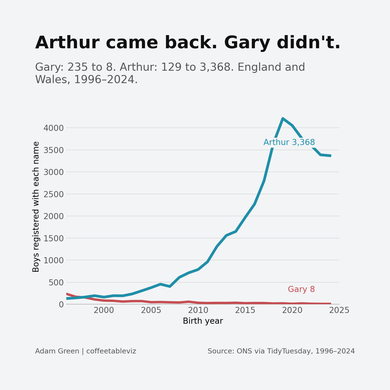 Arthur came back. Gary didn't.
Gary: 235 to 8. Arthur: 129 to 3,368. England and
Wales, 1996–2024.
4000
3500
3000
2500
2000
1500
1000
500
0
Boys registered with each name
Arthur 3,368
Gary 8
2000
2005
2010
2015
2020
2025
Birth year
Adam Green | coffeetableviz
Source: ONS via TidyTuesday, 1996–2024